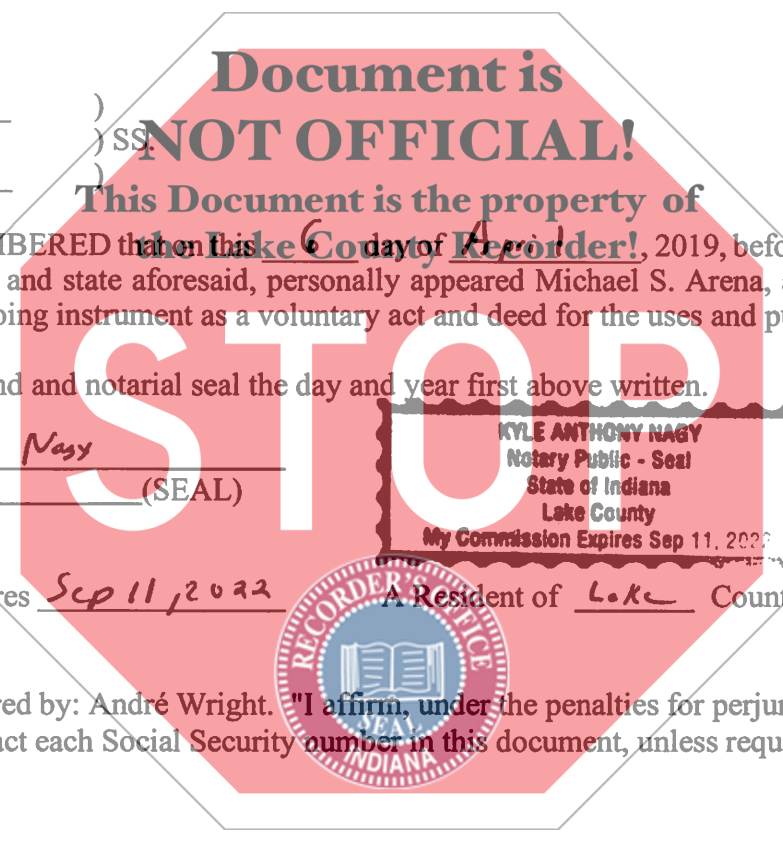 Document is
)
) SS.
NOT OFFICIAL!
)
This Document is the property of
the Lake County Recorder!
BERED that on this 6 day of April, 2019, befo
and state aforesaid, personally appeared Michael S. Arena, a
oing instrument as a voluntary act and deed for the uses and pu
STOP
nd and notarial seal the day and year first above written.
KYLE ANTHONY NAGY
Notary Public - Seal
State of Indiana
Lake County
My Commission Expires Sep 11, 2022
Nagy
(SEAL)
res Sep 11, 2022 A Resident of Lake Count
RECORDER'S OFFICE
SEAL
INDIANA
red by: André Wright. "I affirm, under the penalties for perjur
act each Social Security number in this document, unless requ